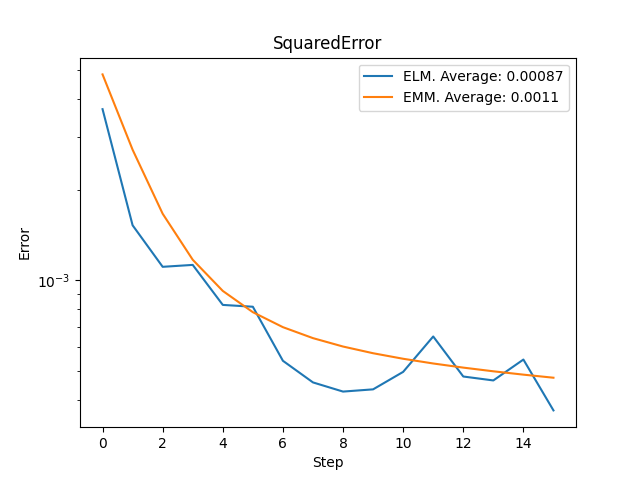 SquaredError
ELM. Average: 0.00087
EMM. Average: 0.0011
Error
10⁻³
0 2 4 6 8 10 12 14
Step